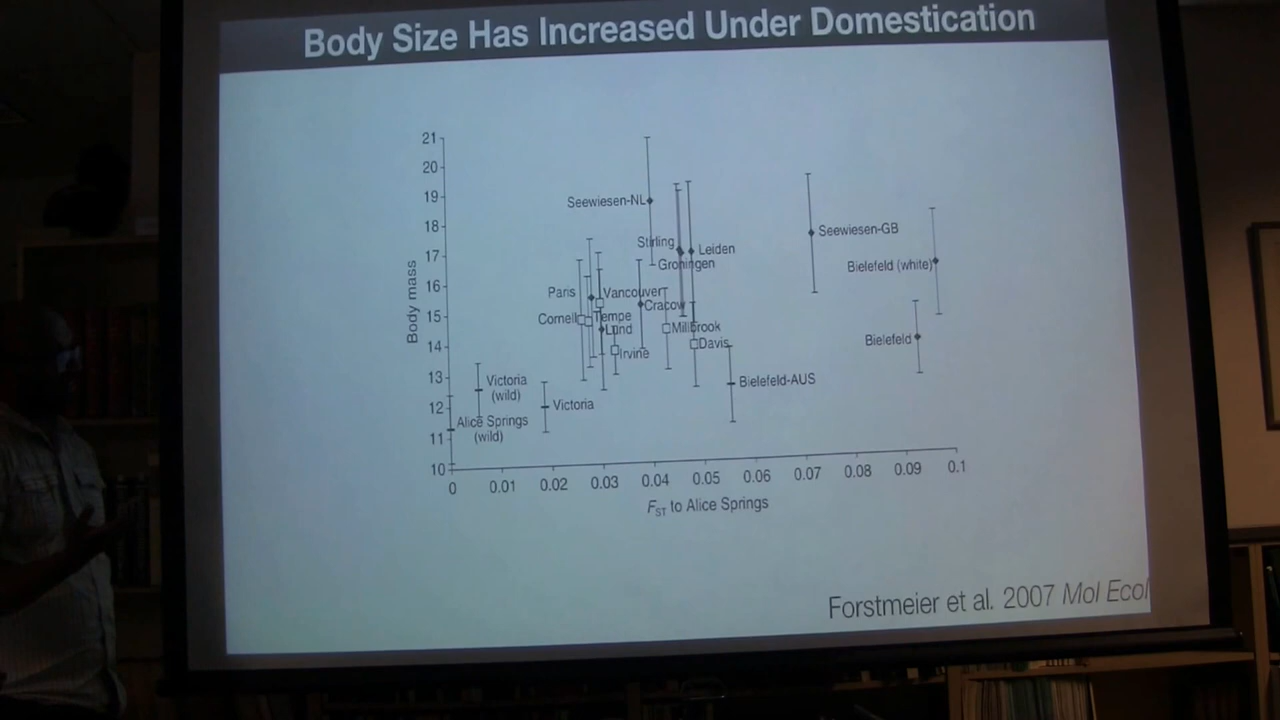 Body Size Has Increased Under Domestication
21
20
19
18
17
16
15
14
13
12
11
10
Body mass
Seewiesen-NL
Stirling
Leiden
Groningen
Seewiesen-GB
Bielefeld (white)
Paris
Vancouver
Cracow
Cornell
Tempe
Lund
Millbrook
Davis
Irvine
Bielefeld
Victoria
(wild)
Bielefeld-AUS
Victoria
Alice Springs
(wild)
0 0.01 0.02 0.03 0.04 0.05 0.06 0.07 0.08 0.09 0.1
FST to Alice Springs
Forstmeier et al. 2007 Mol Ecol